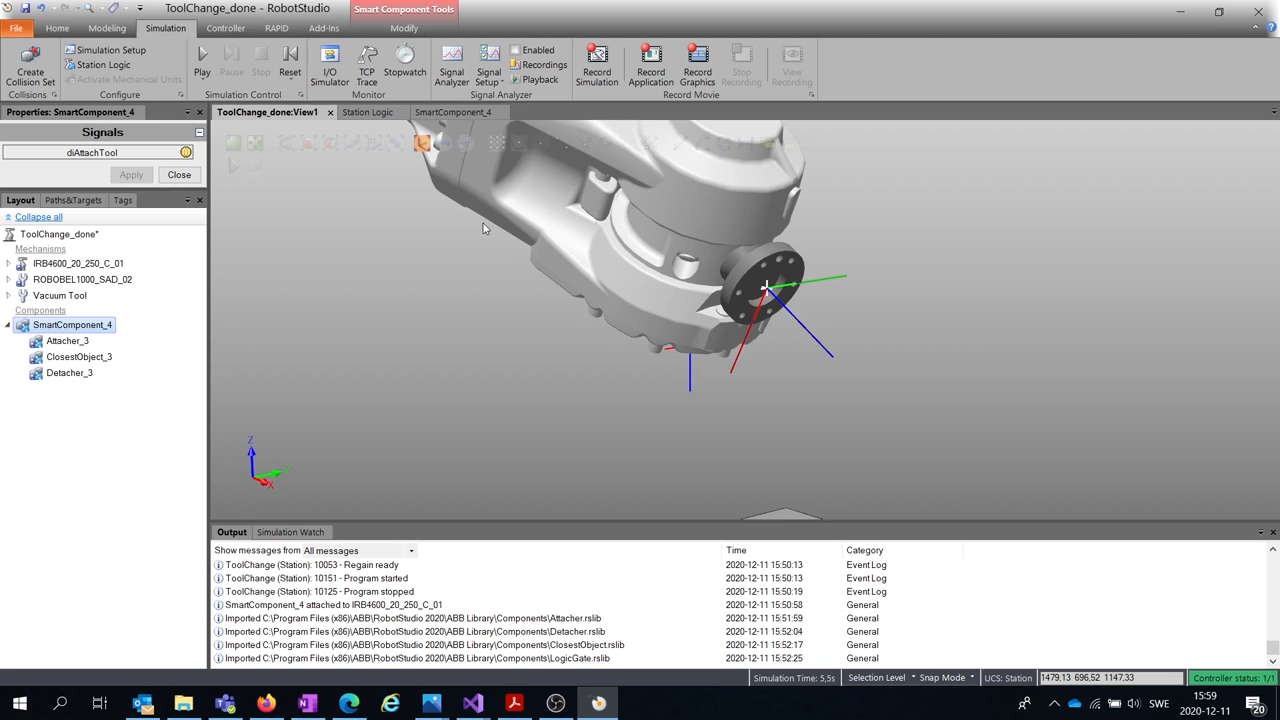 ToolChange_done - RobotStudio
Smart Component Tools
File Home Modeling Simulation Controller RAPID Add-Ins Modify
Create Collision Set
Collisions
Simulation Setup
Station Logic
Activate Mechanical Units
Configure
Play Pause Stop Reset
Simulation Control
I/O Simulator
TCP Trace
Stopwatch
Monitor
Signal Analyzer
Signal Setup
Enabled
Recordings
Playback
Signal Analyzer
Record Simulation
Record Application
Record Graphics
Stop Recording
View Recording
Record Movie
Properties: SmartComponent_4
Signals
diAttachTool
Apply Close
Layout Paths&Targets Tags
Collapse all
ToolChange_done*
Mechanisms
IRB4600_20_250_C_01
ROBOBEL1000_SAD_02
Vacuum Tool
Components
SmartComponent_4
Attacher_3
ClosestObject_3
Detacher_3
ToolChange_done:View1 Station Logic SmartComponent_4
Z
X
Output Simulation Watch
Show messages from All messages Time Category
ToolChange (Station): 10053 - Regain ready 2020-12-11 15:50:13 Event Log
ToolChange (Station): 10151 - Program started 2020-12-11 15:50:13 Event Log
ToolChange (Station): 10125 - Program stopped 2020-12-11 15:50:19 Event Log
SmartComponent_4 attached to IRB4600_20_250_C_01 2020-12-11 15:50:58 General
Imported C:\Program Files (x86)\ABB\RobotStudio 2020\ABB Library\Components\Attacher.rslib 2020-12-11 15:51:59 General
Imported C:\Program Files (x86)\ABB\RobotStudio 2020\ABB Library\Components\Detacher.rslib 2020-12-11 15:52:04 General
Imported C:\Program Files (x86)\ABB\RobotStudio 2020\ABB Library\Components\ClosestObject.rslib 2020-12-11 15:52:17 General
Imported C:\Program Files (x86)\ABB\RobotStudio 2020\ABB Library\Components\LogicGate.rslib 2020-12-11 15:52:25 General
Simulation Time: 5,5s Selection Level Snap Mode UCS: Station 1479,13 696,52 1147,33 Controller status: 1/1
SWE
15:59
2020-12-11
20